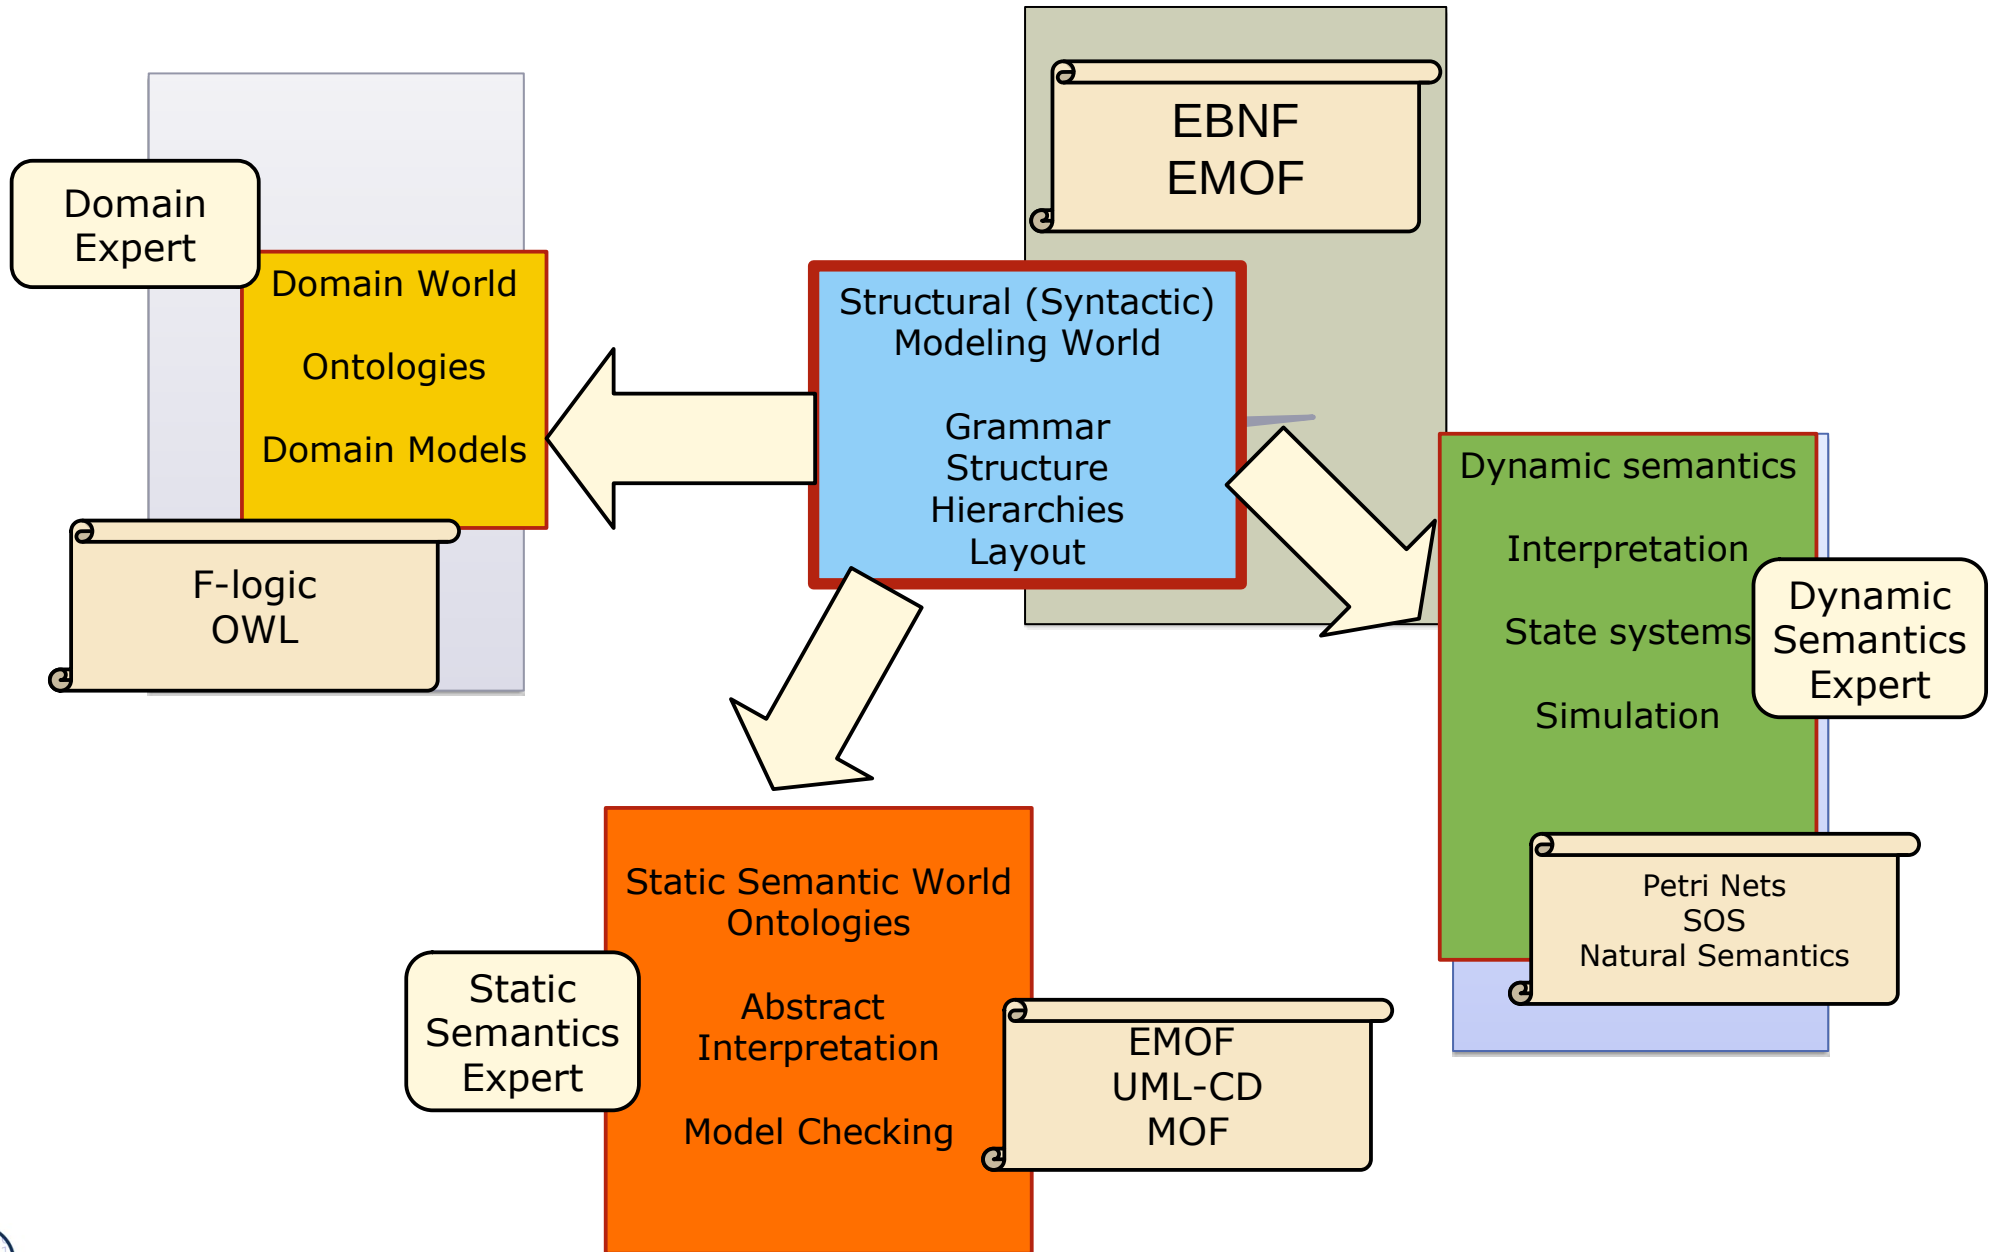 EBNF
EMOF
Domain
Expert
Domain World
Ontologies
Domain Models
F-logic
OWL
Structural (Syntactic)
Modeling World
Grammar
Structure
Hierarchies
Layout
Dynamic semantics
Interpretation
State systems
Simulation
Dynamic
Semantics
Expert
Petri Nets
SOS
Natural Semantics
Static Semantic World
Ontologies
Abstract
Interpretation
Model Checking
Static
Semantics
Expert
EMOF
UML-CD
MOF